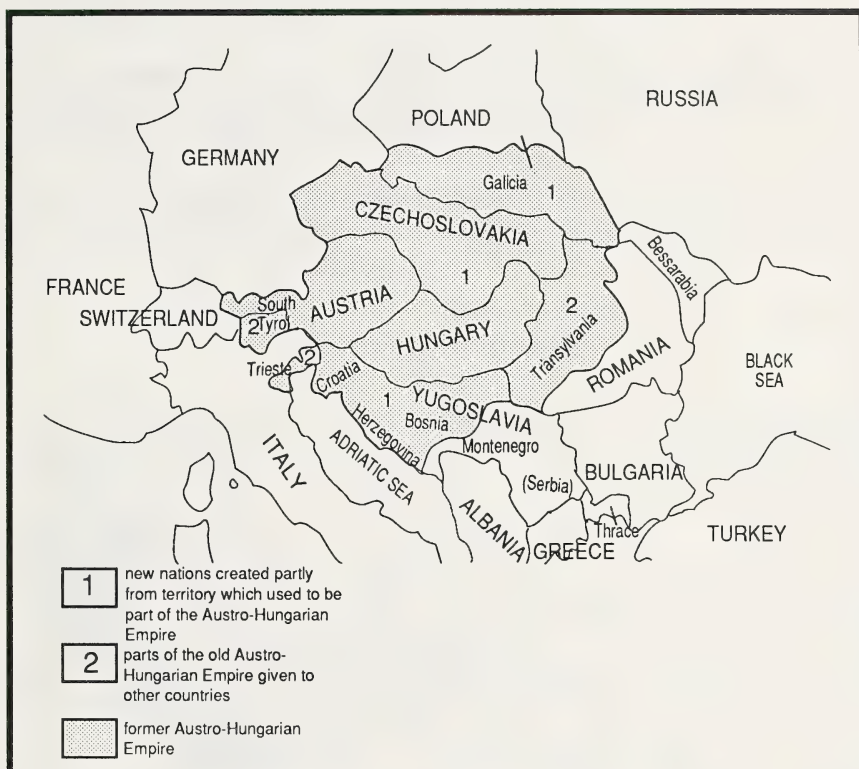 RUSSIA
POLAND
GERMANY
Galicia 1
CZECHOSLOVAKIA
1
Bessarabia
FRANCE
SWITZERLAND
South
2 Tyrol
AUSTRIA
HUNGARY
2
Transylvania
ROMANIA
BLACK
SEA
Trieste 2
Croatia
1
YUGOSLAVIA
Bosnia
Herzegovina
Montenegro
ITALY
ADRIATIC SEA
(Serbia)
BULGARIA
ALBANIA
GREECE
Thrace
TURKEY
1 new nations created partly
from territory which used to be
part of the Austro-Hungarian
Empire
2 parts of the old Austro-
Hungarian Empire given to
other countries
former Austro-Hungarian
Empire